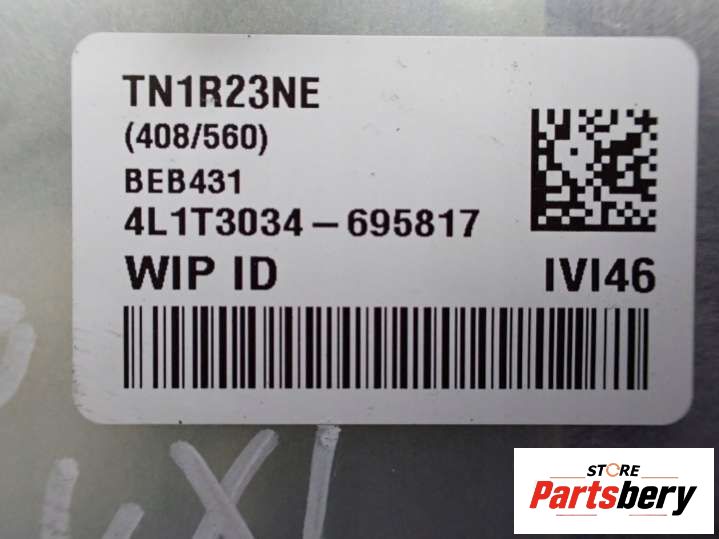 TN1R23NE
(408/560)
BEB431
4L1T3034–695817
WIP ID IVI46
STORE
Partsbery